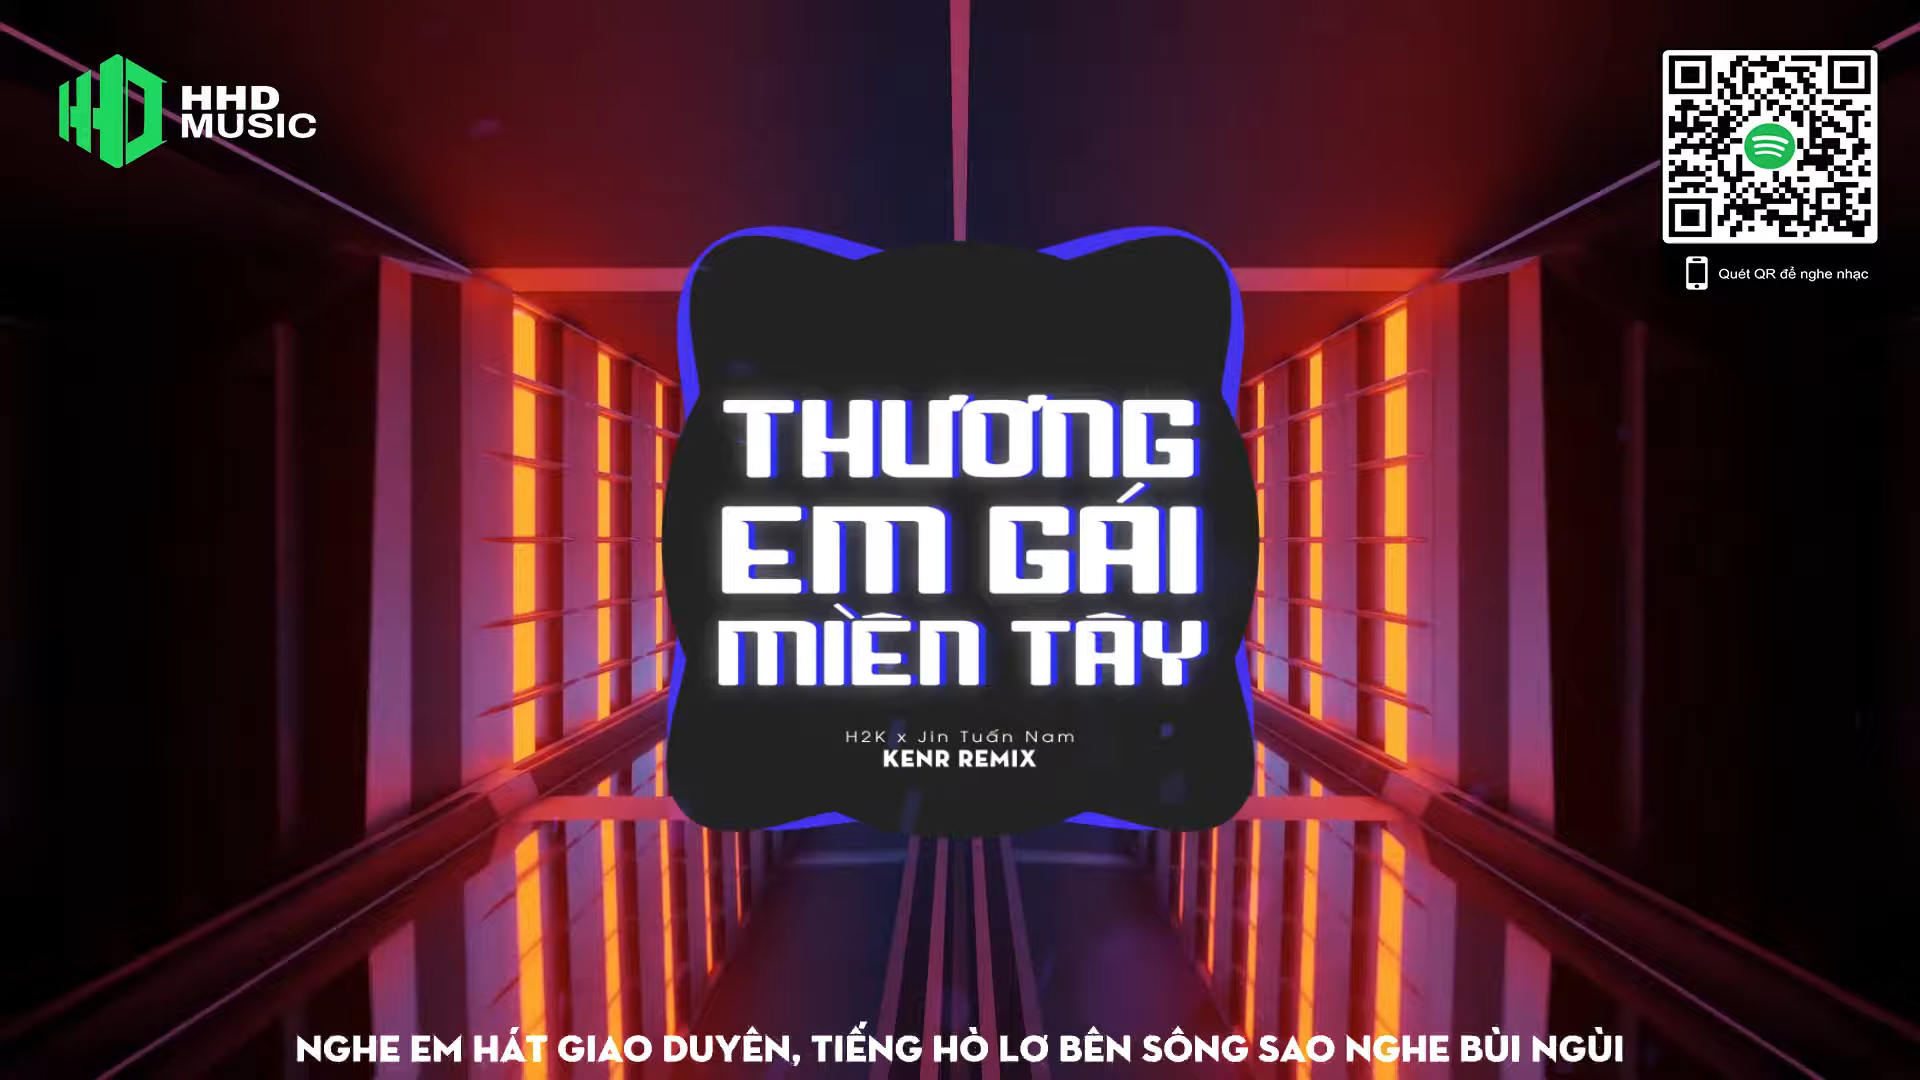 HHD
MUSIC
Quét QR để nghe nhạc
THƯƠNG
EM GÁI
MIỀN TÂY
H2K x Jin Tuấn Nam
KENR REMIX
NGHE EM HÁT GIAO DUYÊN, TIẾNG HÒ LƠ BÊN SÔNG SAO NGHE BÙI NGÙI